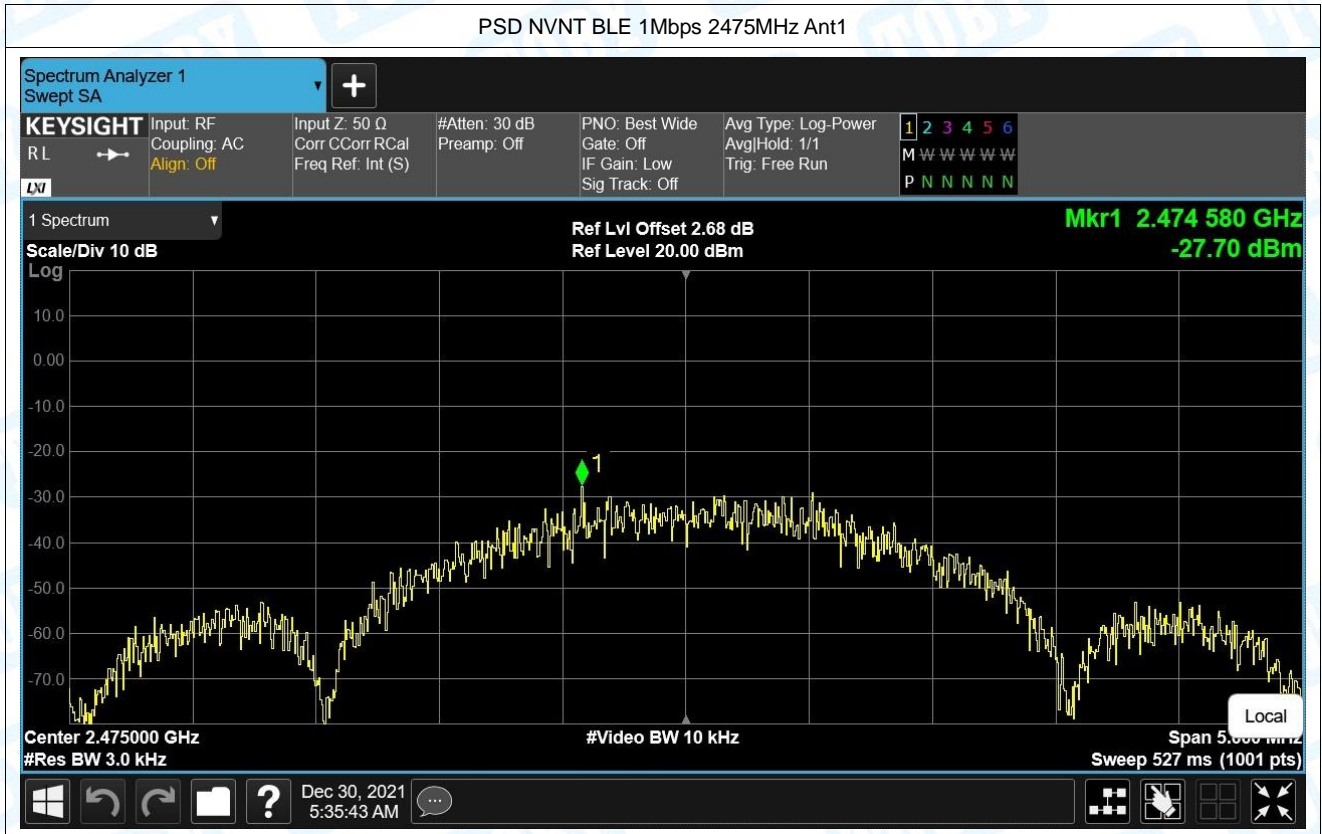 PSD NVNT BLE 1Mbps 2475MHz Ant1
Spectrum Analyzer 1
Swept SA
KEYSIGHT
RL
LXI
Input: RF
Coupling: AC
Align: Off
Input Z: 50 Ω
Corr CCorr RCal
Freq Ref: Int (S)
#Atten: 30 dB
Preamp: Off
PNO: Best Wide
Gate: Off
IF Gain: Low
Sig Track: Off
Avg Type: Log-Power
Avg|Hold: 1/1
Trig: Free Run
1 2 3 4 5 6
M W W W W W
P N N N N N
1 Spectrum
Scale/Div 10 dB
Ref Lvl Offset 2.68 dB
Ref Level 20.00 dBm
Mkr1 2.474 580 GHz
-27.70 dBm
Log
10.0
0.00
-10.0
-20.0
-30.0
-40.0
-50.0
-60.0
-70.0
1
Local
Center 2.475000 GHz
#Video BW 10 kHz
Span 5.000 MHz
#Res BW 3.0 kHz
Sweep 527 ms (1001 pts)
?
Dec 30, 2021
5:35:43 AM